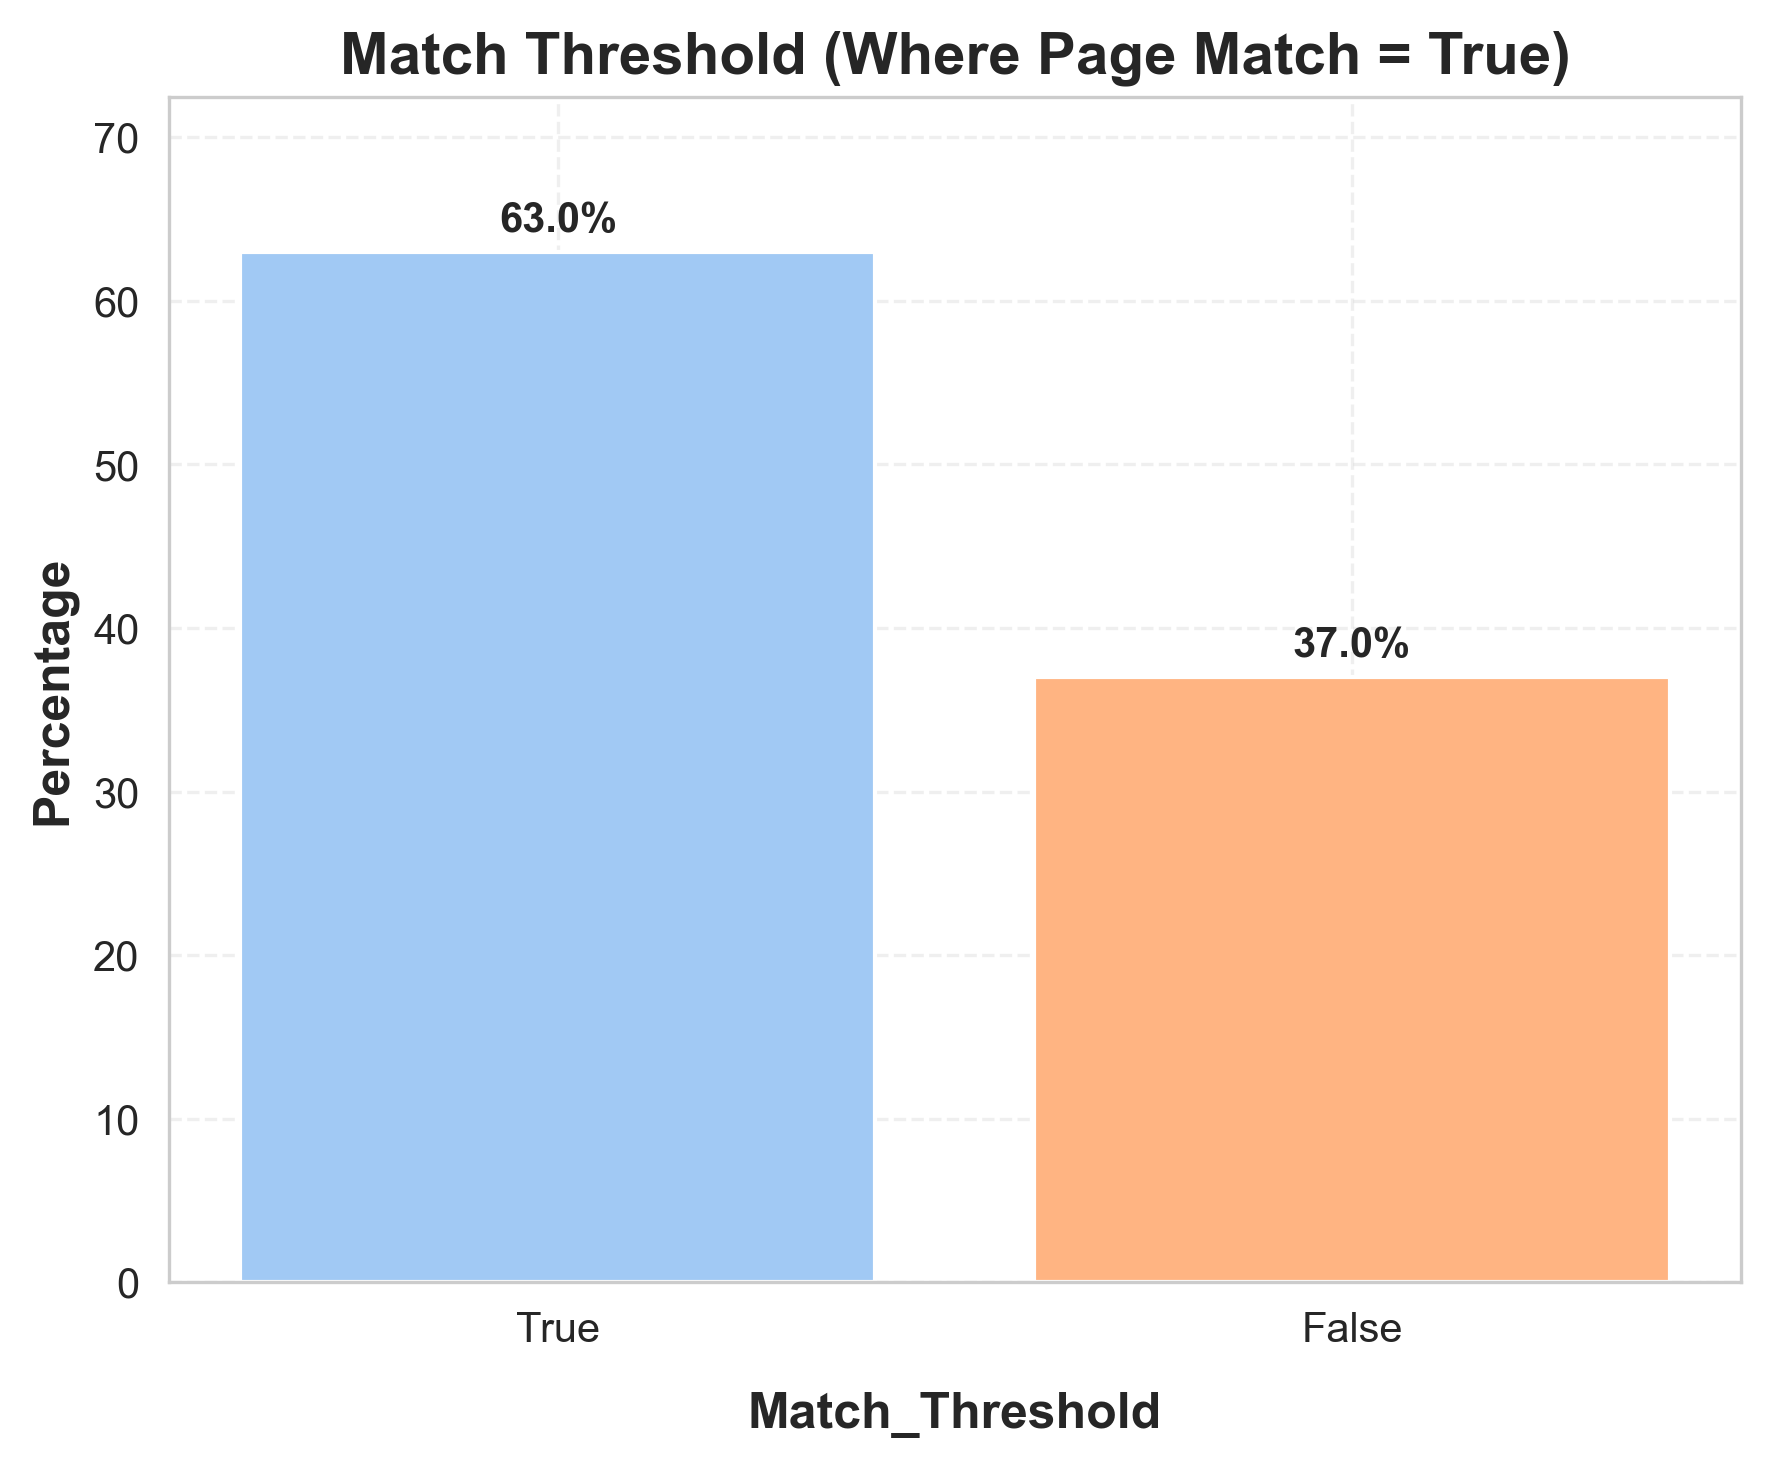 Match Threshold (Where Page Match = True)
70
63.0%
60
50
40
37.0%
30
20
10
0
Percentage
True False
Match_Threshold